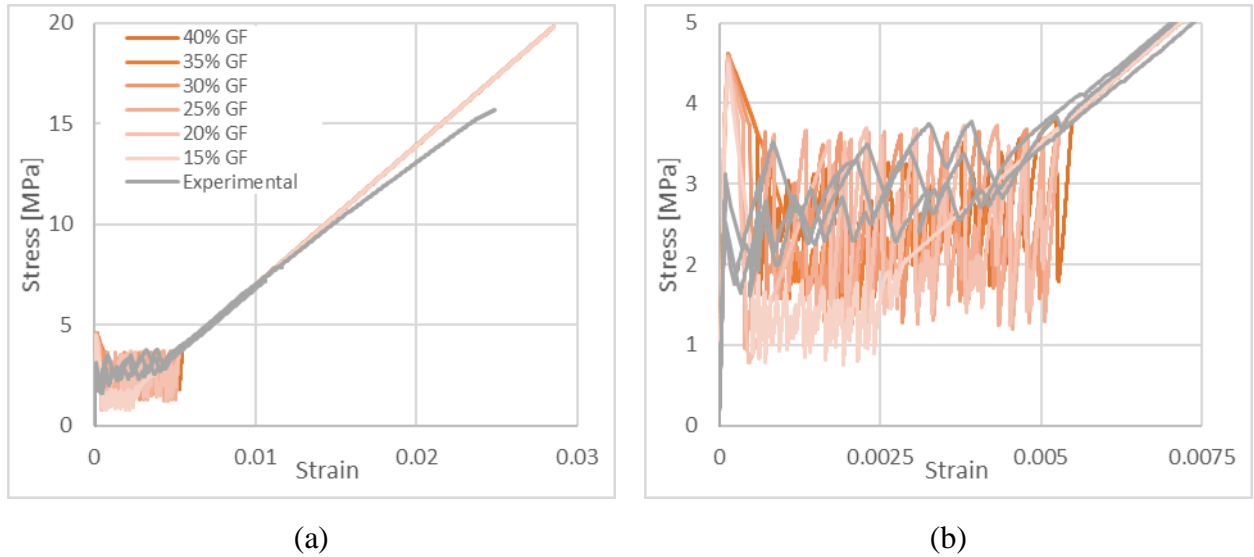 20
15
10
5
0
Stress [MPa]
40% GF
35% GF
30% GF
25% GF
20% GF
15% GF
Experimental
0 0.01 0.02 0.03
Strain
(a)
5
4
3
2
1
0
Stress [MPa]
0 0.0025 0.005 0.0075
Strain
(b)